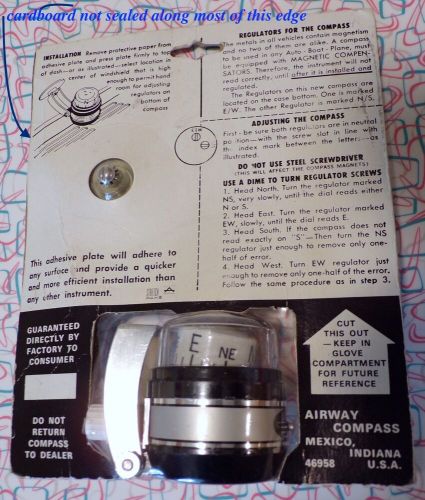 cardboard not sealed along most of this edge
INSTALLATION Remove protective paper from
adhesive plate and press plate firmly to top
of dash—or as illustrated—select location in
center of windshield that is high
enough to permit hand
room for adjusting
regulators on
bottom of
compass
This adhesive plate will adhere to
any surface and provide a quicker
and more efficient installation than
any other instrument.
REGULATORS FOR THE COMPASS
The metals in all vehicles contain magnetism
and no two of them are alike. A compass
to be used in any Auto - Boat - Plane, must
be equipped with MAGNETIC COMPEN-
SATORS. Therefore, the instrument will not
read correctly, until after it is installed and
The Regulators on this new compass are
located on the case bottom. One is marked
E/W. The other Regulator is marked N/S.
ADJUSTING THE COMPASS
First - be sure both regulators are in neutral
position—with the screw slot in line with
the index mark between the letters—as
illustrated.
DO NOT USE STEEL SCREWDRIVER
(THIS WILL AFFECT THE COMPASS MAGNETS)
USE A DIME TO TURN REGULATOR SCREWS
1. Head North. Turn the regulator marked
NS, very slowly, until the dial reads either
N or S.
2. Head East. Turn the regulator marked
EW, slowly, until the dial reads E.
3. Head South. If the compass does not
read exactly on "S"—Then turn the NS
regulator just enough to remove only one-
half of error.
4. Head West. Turn EW regulator just
enough to remove only one-half of the error.
Follow the same procedure as in step 3.
GUARANTEED
DIRECTLY BY
FACTORY TO
CONSUMER
DO NOT
RETURN
COMPASS
TO DEALER
E NE
CUT
THIS OUT
—KEEP IN
GLOVE
COMPARTMENT
FOR FUTURE
REFERENCE
AIRWAY
COMPASS
MEXICO,
INDIANA
46958 U.S.A.